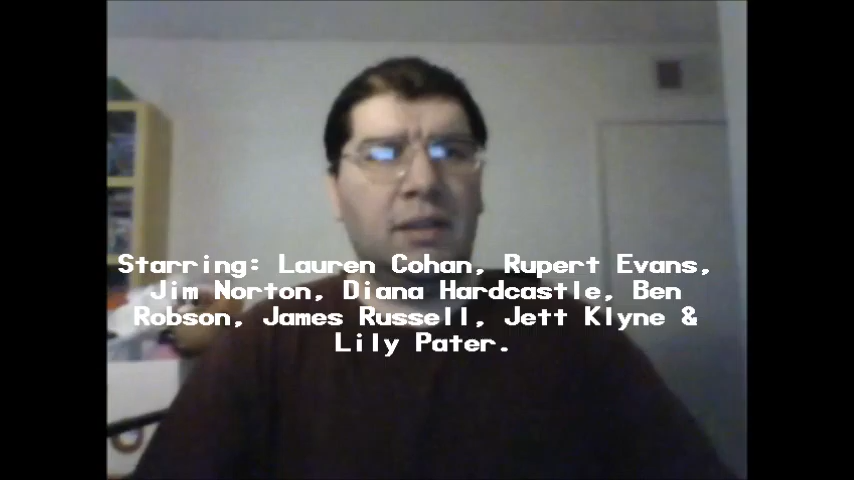 Starring: Lauren Cohan, Rupert Evans,
Jim Norton, Diana Hardcastle, Ben
Robson, James Russell, Jett Klyne &
Lily Pater.